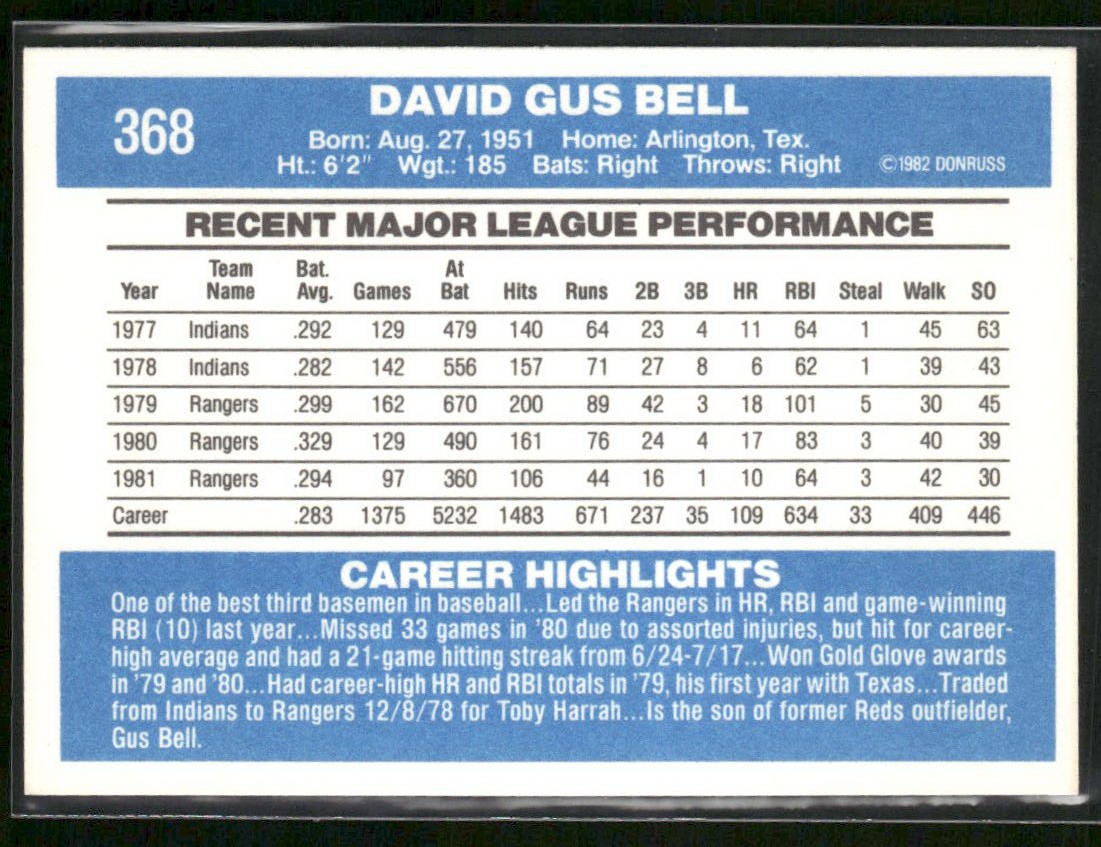 368
DAVID GUS BELL
Born: Aug. 27, 1951 Home: Arlington, Tex.
Ht.: 6'2" Wgt.: 185 Bats: Right Throws: Right ©1982 DONRUSS
RECENT MAJOR LEAGUE PERFORMANCE
Year Team Name Bat. Avg. Games At Bat Hits Runs 2B 3B HR RBI Steal Walk SO
1977 Indians .292 129 479 140 64 23 4 11 64 1 45 63
1978 Indians .282 142 556 157 71 27 8 6 62 1 39 43
1979 Rangers .299 162 670 200 89 42 3 18 101 5 30 45
1980 Rangers .329 129 490 161 76 24 4 17 83 3 40 39
1981 Rangers .294 97 360 106 44 16 1 10 64 3 42 30
Career .283 1375 5232 1483 671 237 35 109 634 33 409 446
CAREER HIGHLIGHTS
One of the best third basemen in baseball...Led the Rangers in HR, RBI and game-winning
RBI (10) last year...Missed 33 games in '80 due to assorted injuries, but hit for career-
high average and had a 21-game hitting streak from 6/24-7/17...Won Gold Glove awards
in '79 and '80...Had career-high HR and RBI totals in '79, his first year with Texas...Traded
from Indians to Rangers 12/8/78 for Toby Harrah...Is the son of former Reds outfielder,
Gus Bell.